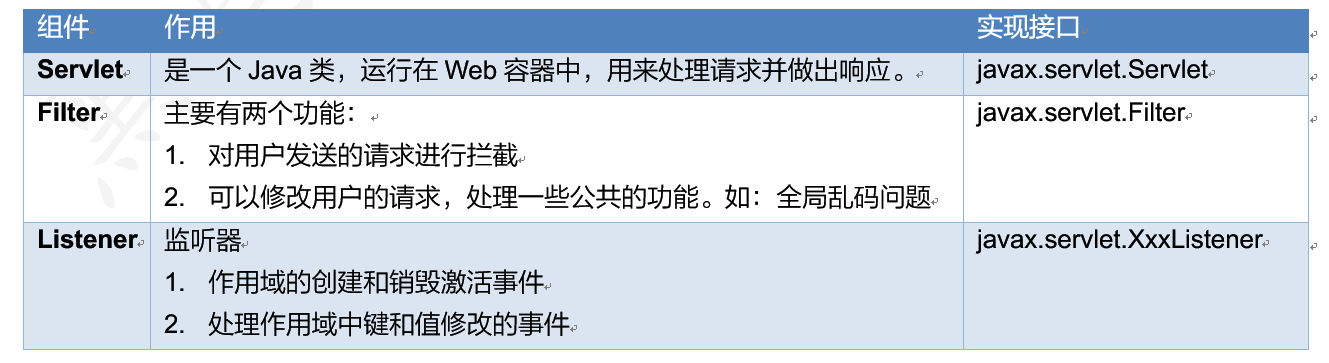 组件 作用 实现接口
Servlet 是一个 Java 类，运行在 Web 容器中，用来处理请求并做出响应。 javax.servlet.Servlet
Filter 主要有两个功能： javax.servlet.Filter
1. 对用户发送的请求进行拦截
2. 可以修改用户的请求，处理一些公共的功能。如：全局乱码问题
Listener 监听器 javax.servlet.XxxListener
1. 作用域的创建和销毁激活事件
2. 处理作用域中键和值修改的事件